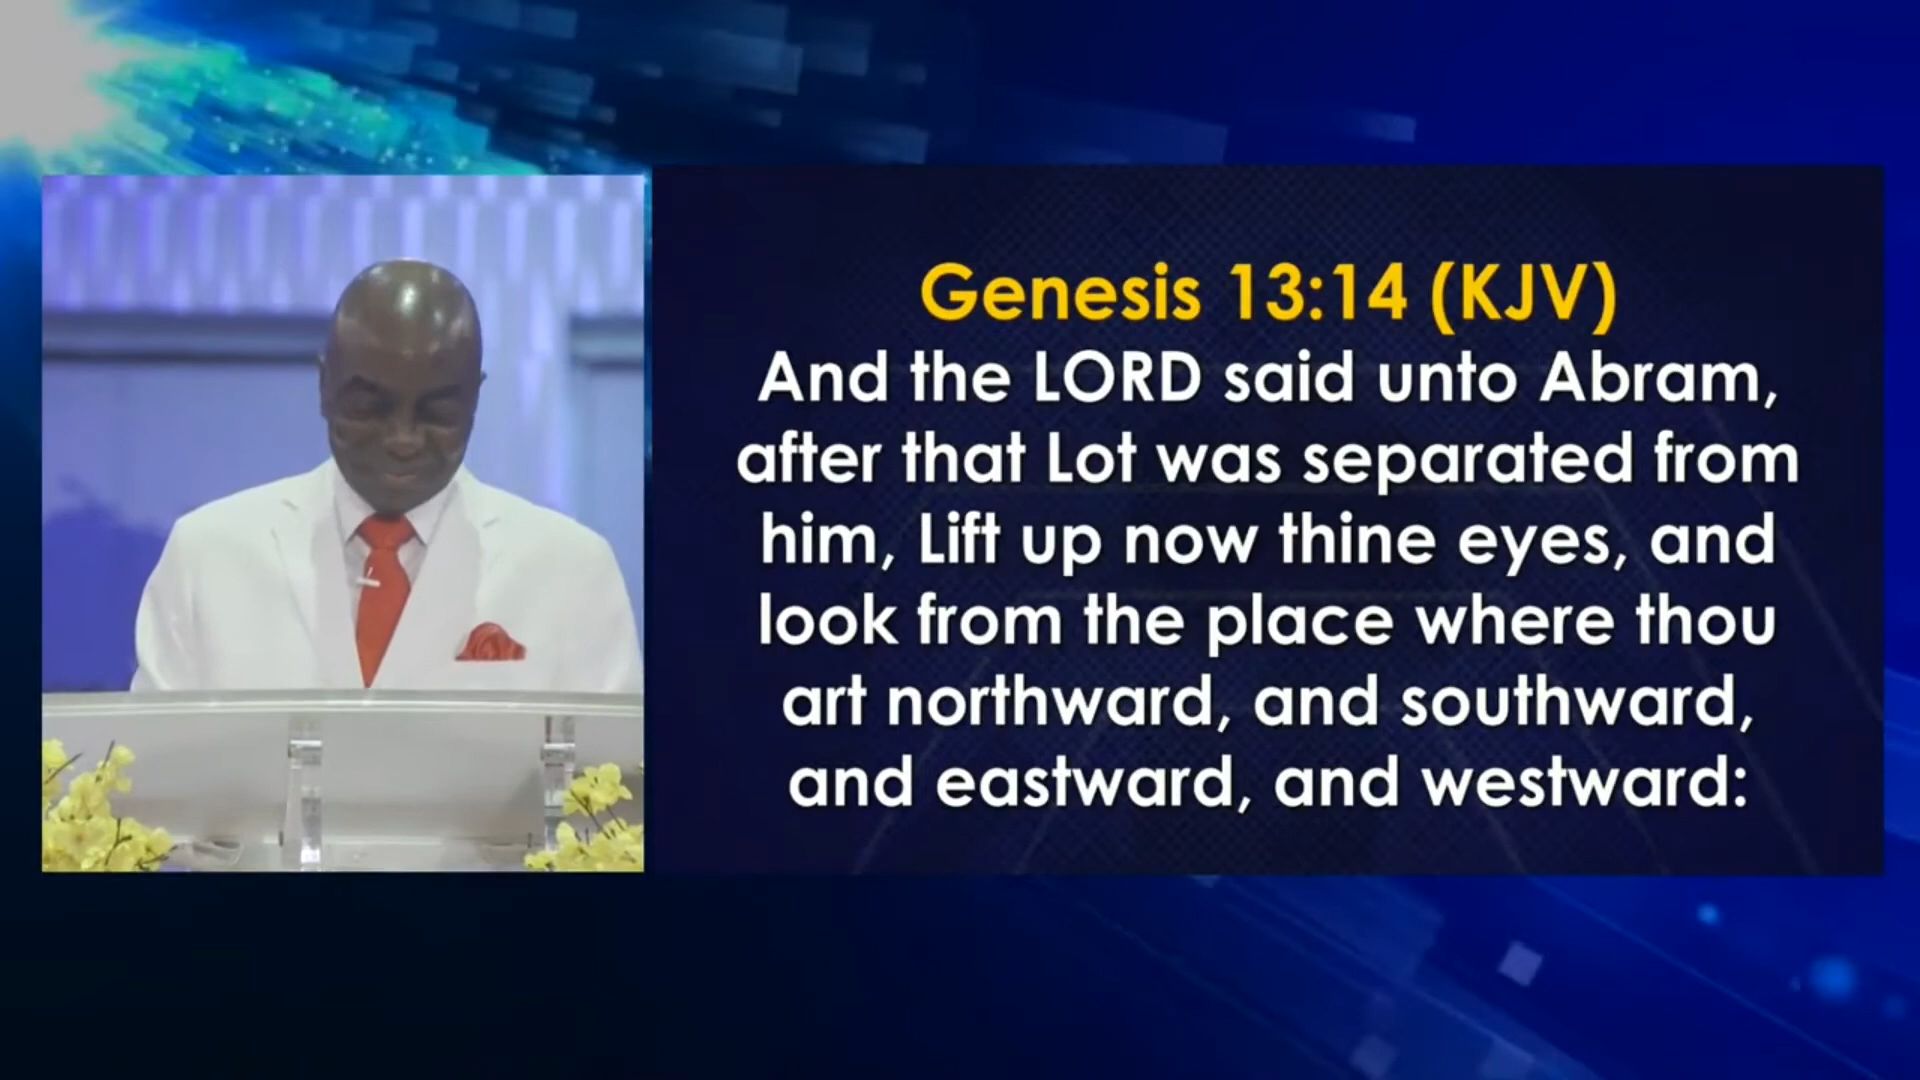 Genesis 13:14 (KJV)
And the LORD said unto Abram,
after that Lot was separated from
him, Lift up now thine eyes, and
look from the place where thou
art northward, and southward,
and eastward, and westward: